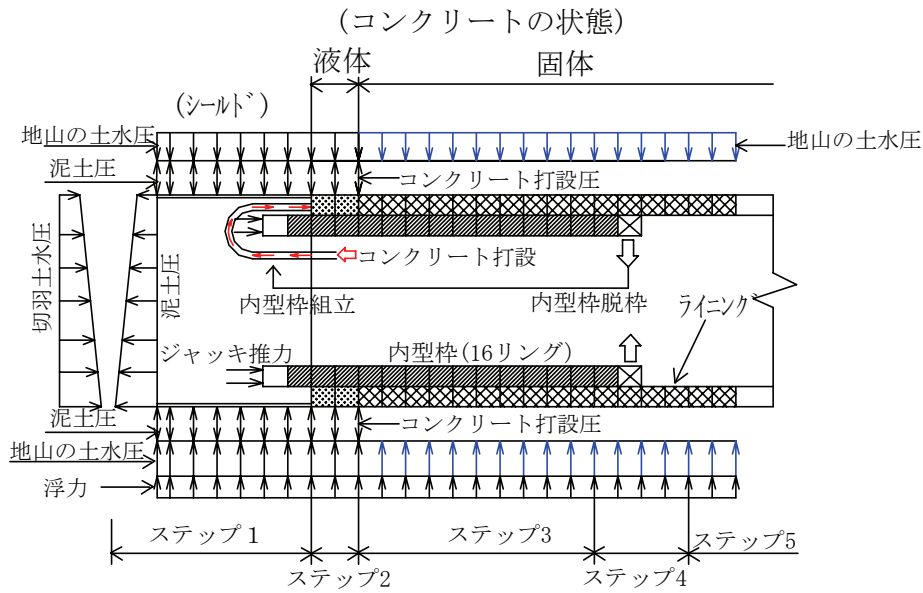 (コンクリートの状態)
液体
固体
(シールド)
地山の土水圧
地山の土水圧
泥土圧
コンクリート打設圧
切羽土水圧
泥土圧
コンクリート打設
内型枠組立
内型枠脱枠
ライニング
ジャッキ推力
内型枠(16リング)
泥土圧
コンクリート打設圧
地山の土水圧
浮力
ステップ1
ステップ2
ステップ3
ステップ4
ステップ5